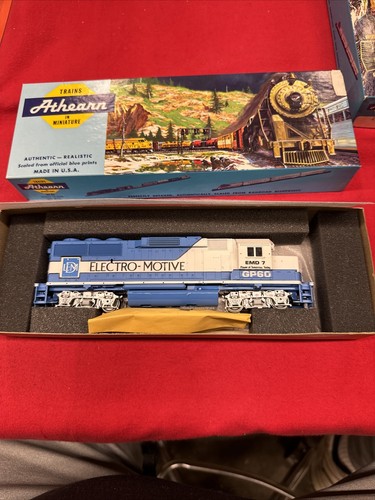 TRAINS
Athearn
IN
MINIATURE
AUTHENTIC — REALISTIC
Scaled from official blue prints
MADE IN U.S.A.
Athearn
ELECTRO-MOTIVE
EMD 7
GP60